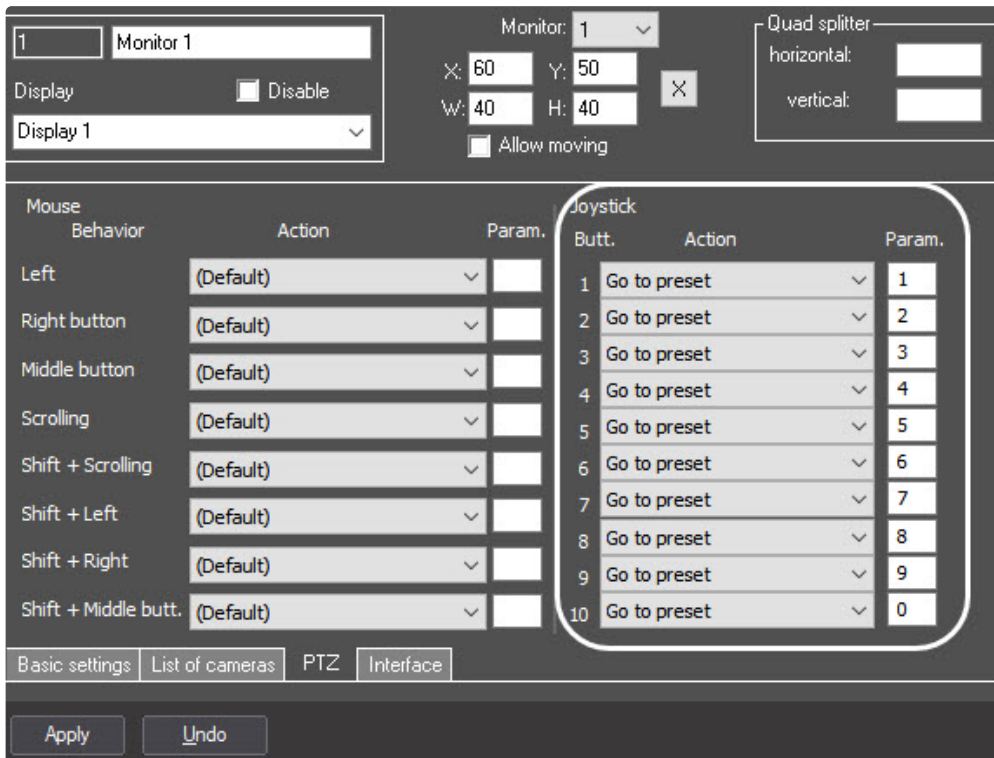 1 Monitor 1
Display Disable
Display 1
Monitor: 1
X: 60 Y: 50 X
W: 40 H: 40
Allow moving
Quad splitter
horizontal:
vertical:
Mouse
Behavior Action Param.
Left (Default)
Right button (Default)
Middle button (Default)
Scrolling (Default)
Shift + Scrolling (Default)
Shift + Left (Default)
Shift + Right (Default)
Shift + Middle butt. (Default)
Joystick
Butt. Action Param.
1 Go to preset 1
2 Go to preset 2
3 Go to preset 3
4 Go to preset 4
5 Go to preset 5
6 Go to preset 6
7 Go to preset 7
8 Go to preset 8
9 Go to preset 9
10 Go to preset 0
Basic settings List of cameras PTZ Interface
Apply Undo